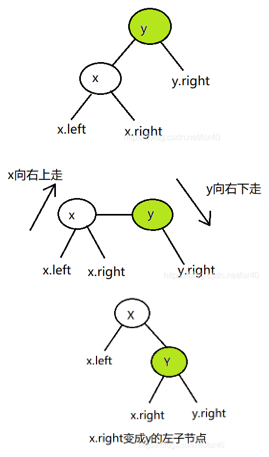 y
x
y.right
x.left
x.right
x向右上走
y向右下走
x
y
x.left
x.right
y.right
X
x.left
Y
x.right
y.right
x.right变成y的左子节点